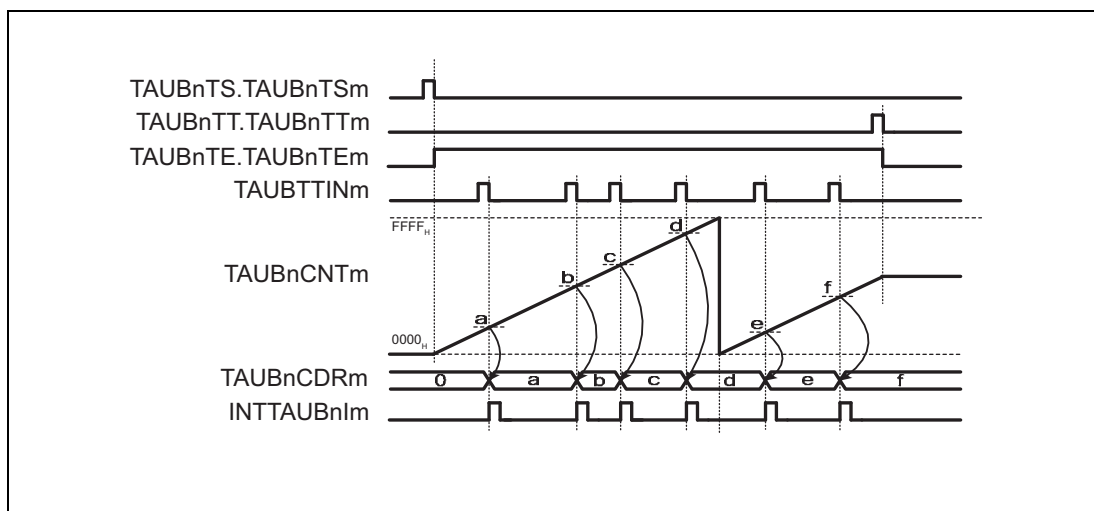 TAUBnTS.TAUBnTSm
TAUBnTT.TAUBnTTm
TAUBnTE.TAUBnTEm
TAUBTTINm
FFFFH
d
c
b
TAUBnCNTm
f
a
e
0000H
TAUBnCDRm 0 a b c d e f
INTTAUBnIm